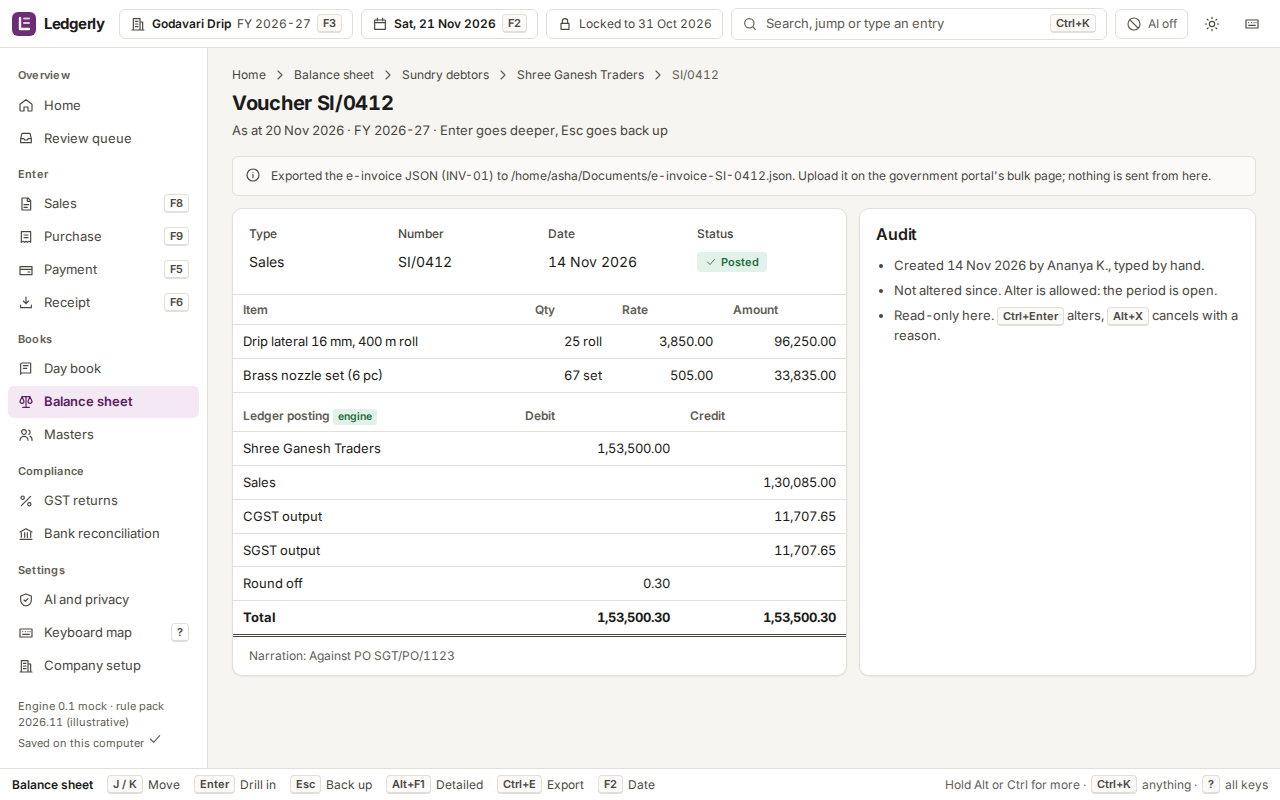 Ledgerly
Godavari Drip FY 2026-27 F3
Sat, 21 Nov 2026 F2
Locked to 31 Oct 2026
Search, jump or type an entry Ctrl+K
AI off
Overview
Home
Review queue
Enter
Sales F8
Purchase F9
Payment F5
Receipt F6
Books
Day book
Balance sheet
Masters
Compliance
GST returns
Bank reconciliation
Settings
AI and privacy
Keyboard map ?
Company setup
Engine 0.1 mock · rule pack
2026.11 (illustrative)
Saved on this computer
Home > Balance sheet > Sundry debtors > Shree Ganesh Traders > SI/0412
Voucher SI/0412
As at 20 Nov 2026 · FY 2026-27 · Enter goes deeper, Esc goes back up
Exported the e-invoice JSON (INV-01) to /home/asha/Documents/e-invoice-SI-0412.json. Upload it on the government portal's bulk page; nothing is sent from here.
Type Number Date Status
Sales SI/0412 14 Nov 2026 Posted
Item Qty Rate Amount
Drip lateral 16 mm, 400 m roll 25 roll 3,850.00 96,250.00
Brass nozzle set (6 pc) 67 set 505.00 33,835.00
Ledger posting engine Debit Credit
Shree Ganesh Traders 1,53,500.00
Sales 1,30,085.00
CGST output 11,707.65
SGST output 11,707.65
Round off 0.30
Total 1,53,500.30 1,53,500.30
Narration: Against PO SGT/PO/1123
Audit
Created 14 Nov 2026 by Ananya K., typed by hand.
Not altered since. Alter is allowed: the period is open.
Read-only here. Ctrl+Enter alters, Alt+X cancels with a
reason.
Balance sheet J / K Move Enter Drill in Esc Back up Alt+F1 Detailed Ctrl+E Export F2 Date
Hold Alt or Ctrl for more · Ctrl+K anything · ? all keys